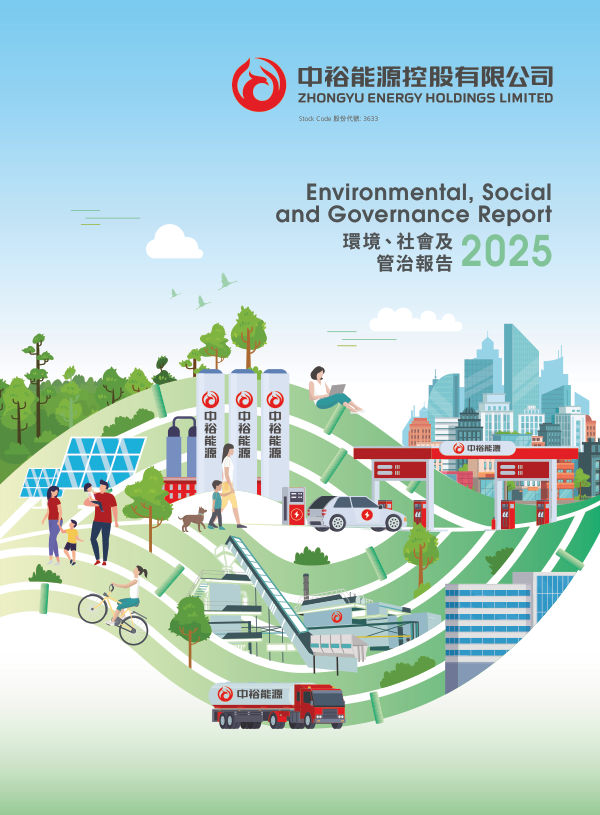 中裕能源控股有限公司
ZHONGYU ENERGY HOLDINGS LIMITED
Stock Code 股份代號: 3633
Environmental, Social
and Governance Report
環境、社會及
管治報告
2025
中裕能源
中裕能源
中裕能源
中裕能源
中裕能源